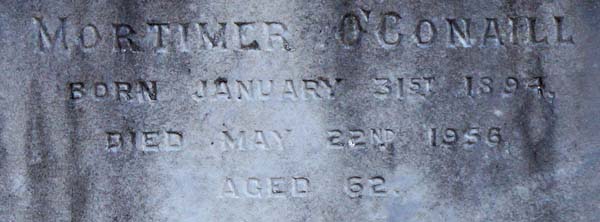 MORTIMER O'CONAILL
BORN JANUARY 31ST 1894,
DIED MAY 22ND 1956
AGED 62.